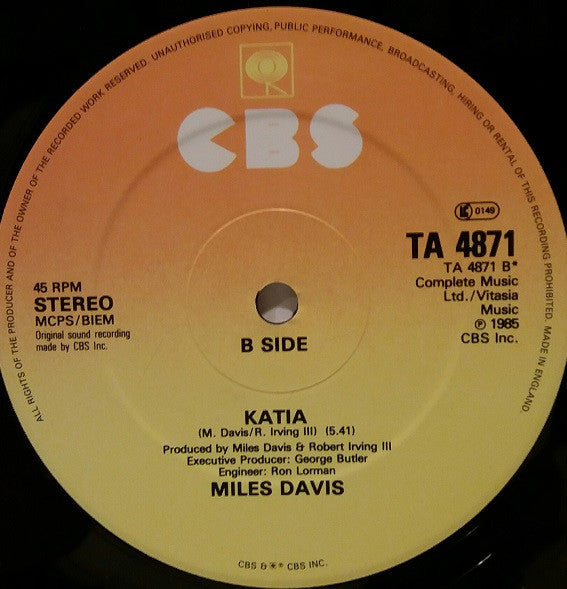 ALL RIGHTS OF THE PRODUCER AND OF THE OWNER OF THE RECORDED WORK RESERVED. UNAUTHORISED COPYING, PUBLIC PERFORMANCE, BROADCASTING, HIRING OR RENTAL OF THIS RECORDING PROHIBITED. MADE IN ENGLAND.
CBS
LC 0149
TA 4871
TA 4871 B*
Complete Music
Ltd./Vitasia
Music
℗ 1985
CBS Inc.
45 RPM
STEREO
MCPS/BIEM
Original sound recording
made by CBS Inc.
B SIDE
KATIA
(M. Davis/R. Irving III) (5.41)
Produced by Miles Davis & Robert Irving III
Executive Producer: George Butler
Engineer: Ron Lorman
MILES DAVIS
CBS & ® CBS INC.